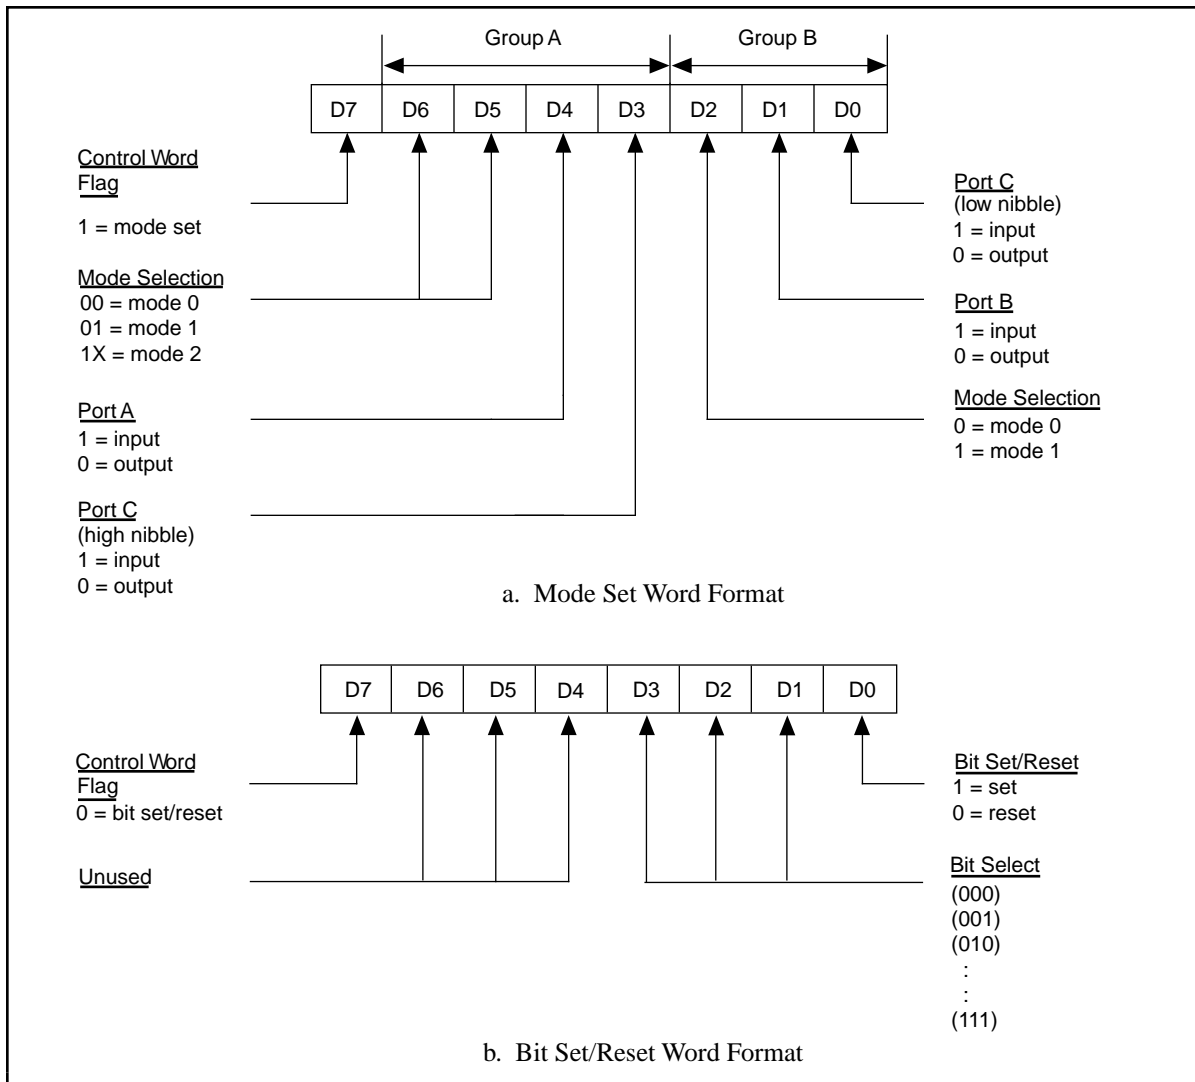 Group A Group B
D7 D6 D5 D4 D3 D2 D1 D0
Control Word
Flag
1 = mode set
Mode Selection
00 = mode 0
01 = mode 1
1X = mode 2
Port A
1 = input
0 = output
Port C
(high nibble)
1 = input
0 = output
Port C
(low nibble)
1 = input
0 = output
Port B
1 = input
0 = output
Mode Selection
0 = mode 0
1 = mode 1
a. Mode Set Word Format
D7 D6 D5 D4 D3 D2 D1 D0
Control Word
Flag
0 = bit set/reset
Unused
Bit Set/Reset
1 = set
0 = reset
Bit Select
(000)
(001)
(010)
:
:
(111)
b. Bit Set/Reset Word Format